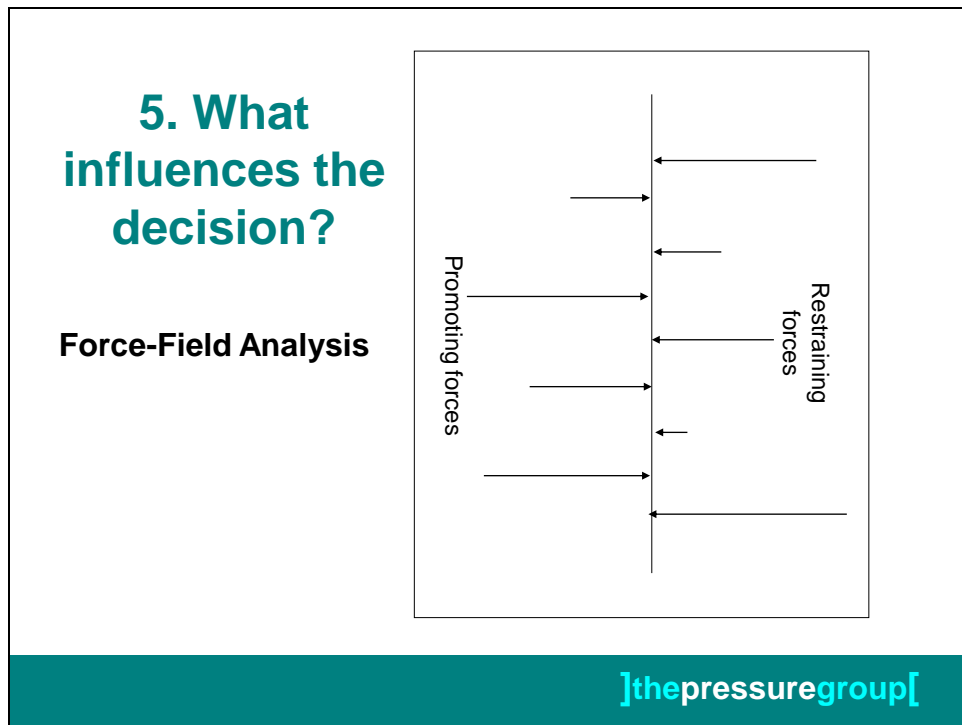 5. What
influences the
decision?
Force-Field Analysis
Promoting forces
Restraining
forces
]thepressuregroup[